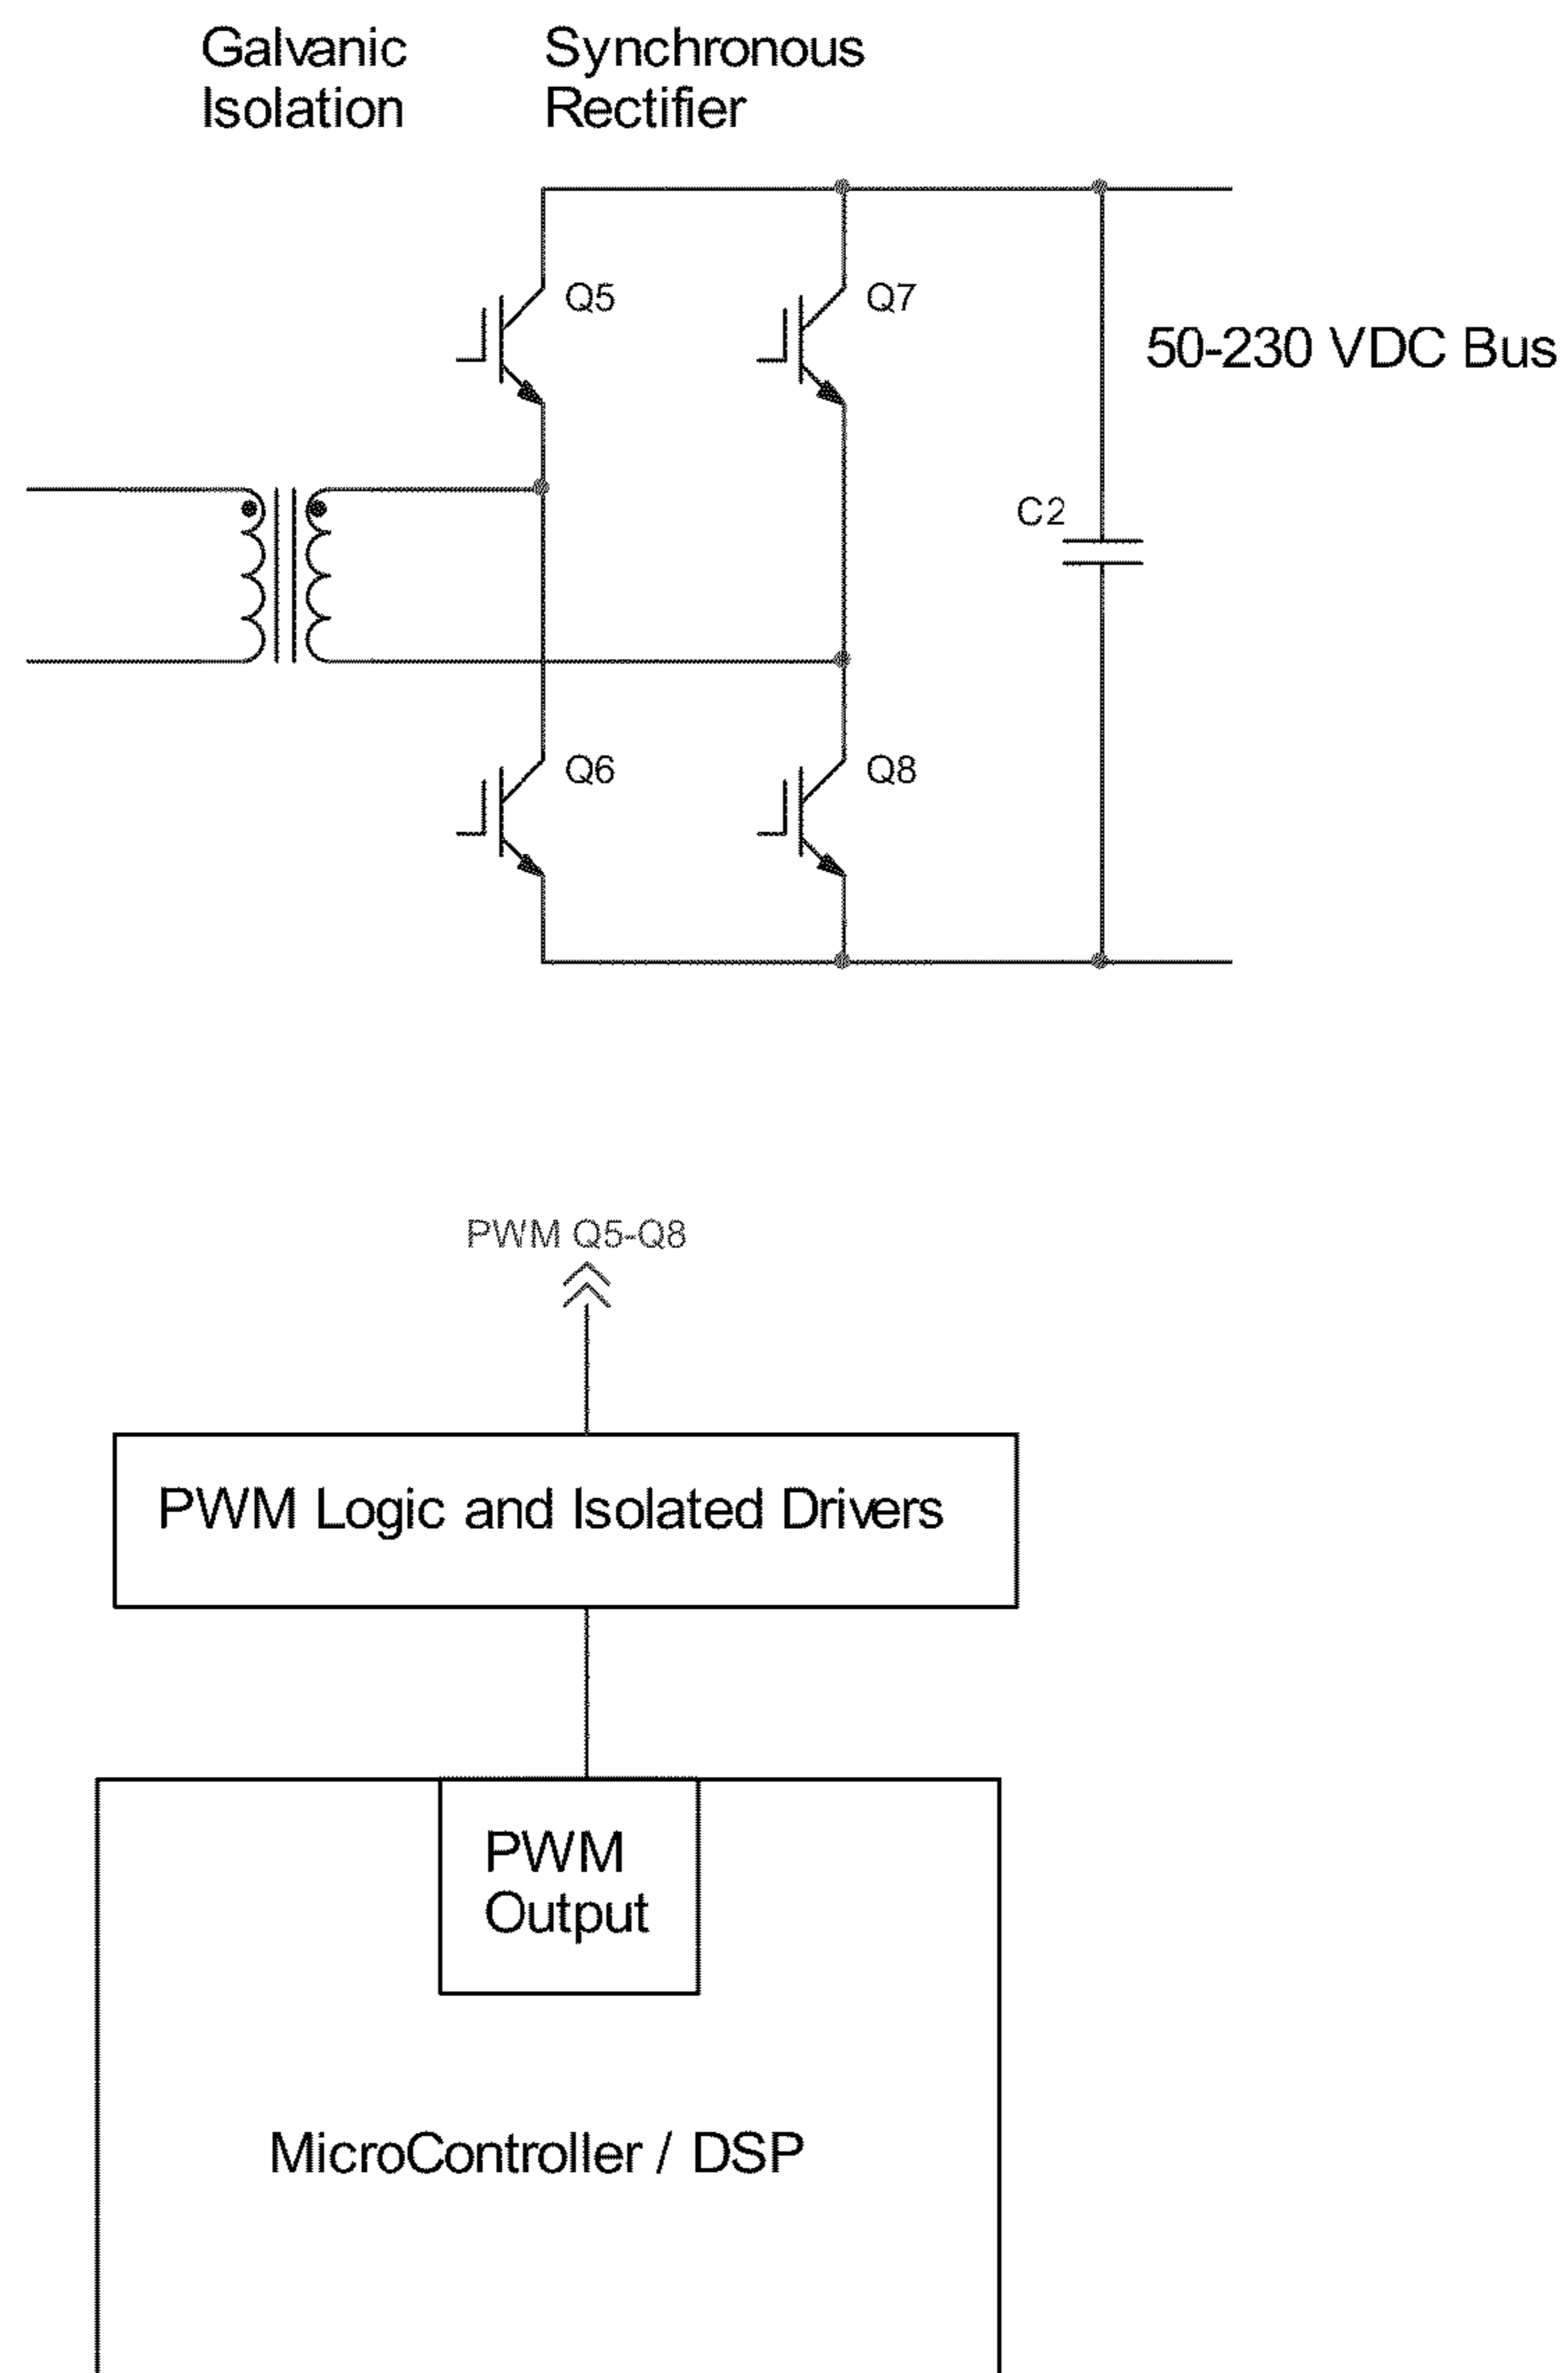 Galvanic
Isolation
Synchronous
Rectifier
Q5
Q7
50-230 VDC Bus
C2
Q6
Q8
PWM Q5-Q8
PWM Logic and Isolated Drivers
PWM
Output
MicroController / DSP